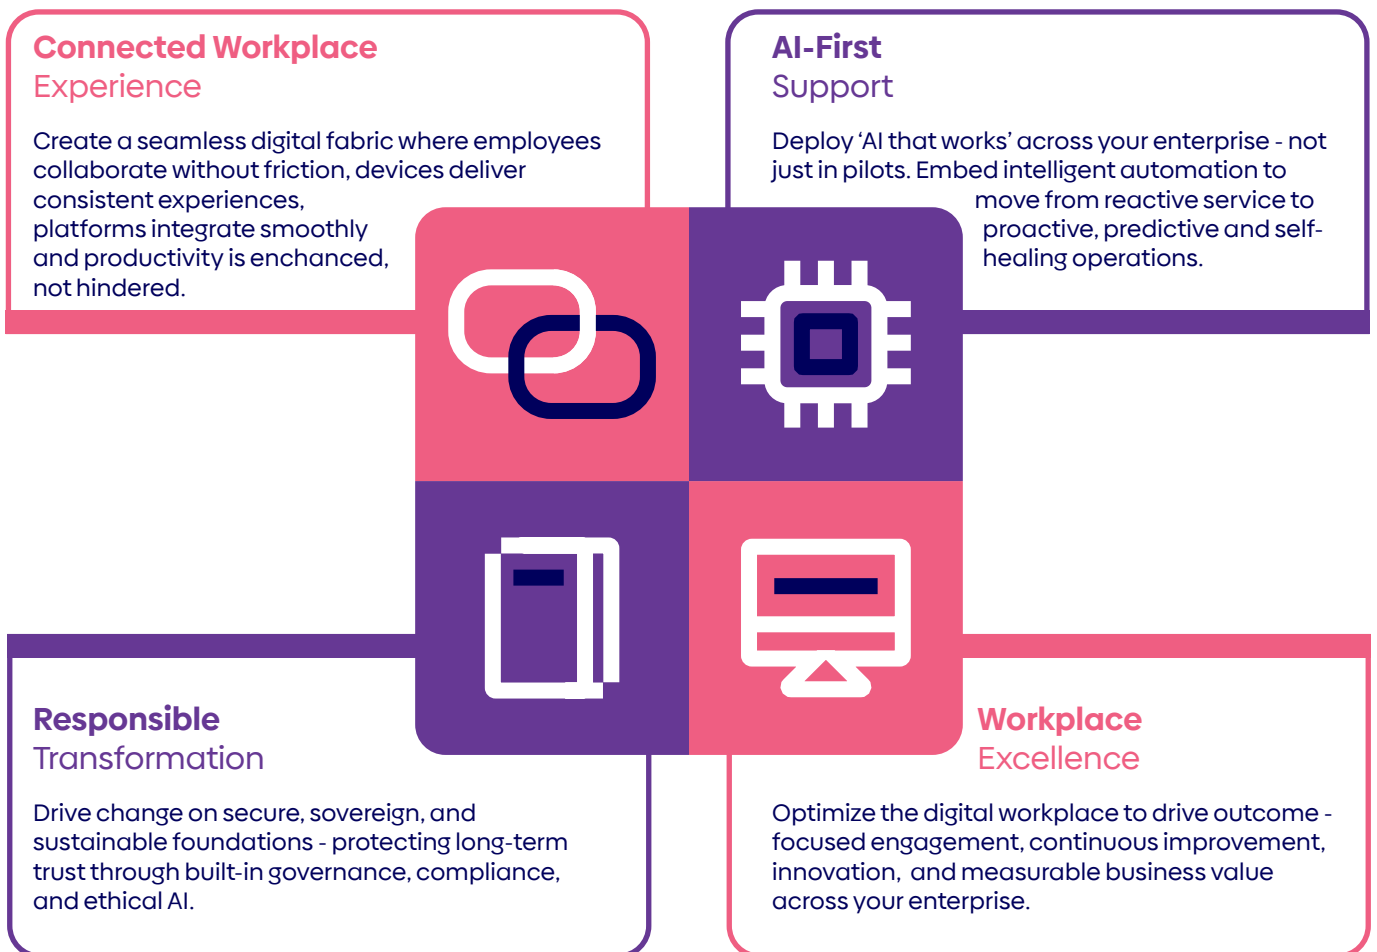 Connected Workplace
Experience
Create a seamless digital fabric where employees
collaborate without friction, devices deliver
consistent experiences,
platforms integrate smoothly
and productivity is enchanced,
not hindered.
AI-First
Support
Deploy ‘AI that works’ across your enterprise - not
just in pilots. Embed intelligent automation to
move from reactive service to
proactive, predictive and self-
healing operations.
Responsible
Transformation
Drive change on secure, sovereign, and
sustainable foundations - protecting long-term
trust through built-in governance, compliance,
and ethical AI.
Workplace
Excellence
Optimize the digital workplace to drive outcome -
focused engagement, continuous improvement,
innovation, and measurable business value
across your enterprise.